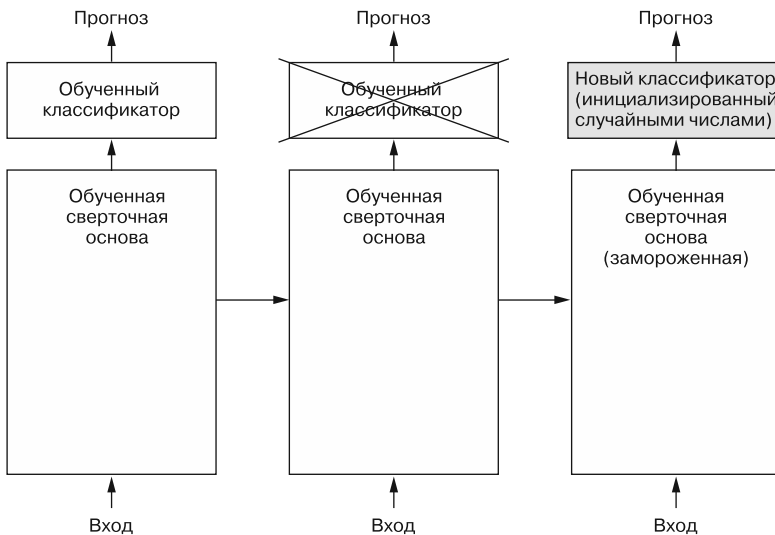 Прогноз
Прогноз
Прогноз
Обученный
классификатор
Обученный
классификатор
Новый классификатор
(инициализированный
случайными числами)
Обученная
сверточная
основа
Обученная
сверточная
основа
Обученная
сверточная
основа
(замороженная)
Вход
Вход
Вход